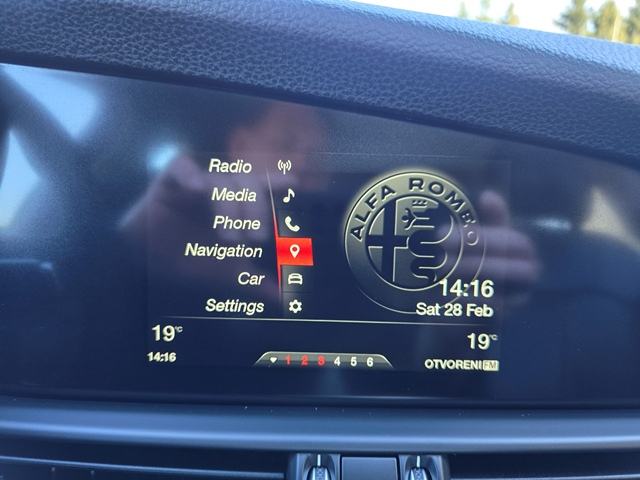 Radio
Media
Phone
Navigation
Car
Settings
ALFA ROMEO
14:16
Sat 28 Feb
19°C
14:16
1 2 3 4 5 6
19°C
OTVORENI FM